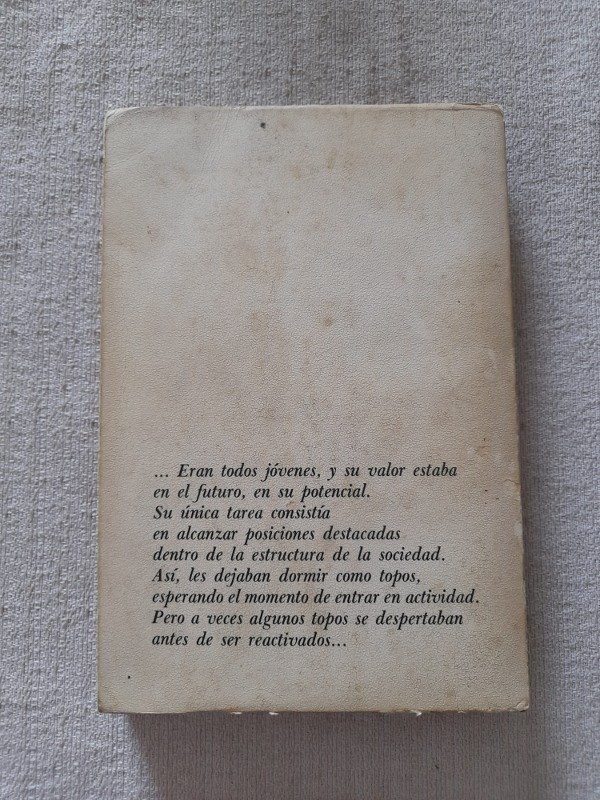 ... Eran todos jóvenes, y su valor estaba
en el futuro, en su potencial.
Su única tarea consistía
en alcanzar posiciones destacadas
dentro de la estructura de la sociedad.
Así, les dejaban dormir como topos,
esperando el momento de entrar en actividad.
Pero a veces algunos topos se despertaban
antes de ser reactivados...